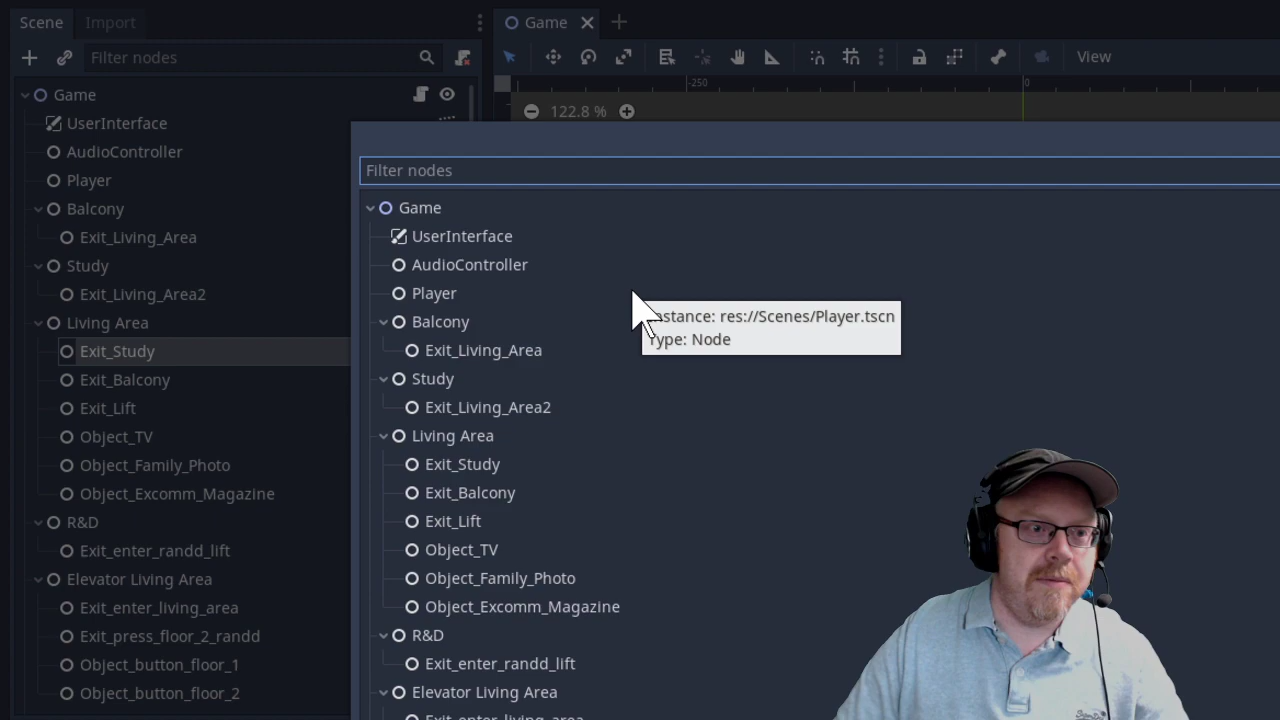 Scene
Import
Game
Filter nodes
View
-250
0
122.8 %
Game
UserInterface
AudioController
Player
Balcony
Exit_Living_Area
Study
Exit_Living_Area2
Living Area
Exit_Study
Exit_Balcony
Exit_Lift
Object_TV
Object_Family_Photo
Object_Excomm_Magazine
R&D
Exit_enter_randd_lift
Elevator Living Area
Exit_enter_living_area
Exit_press_floor_2_randd
Object_button_floor_1
Object_button_floor_2
Filter nodes
Game
UserInterface
AudioController
Player
Balcony
Exit_Living_Area
Study
Exit_Living_Area2
Living Area
Exit_Study
Exit_Balcony
Exit_Lift
Object_TV
Object_Family_Photo
Object_Excomm_Magazine
R&D
Exit_enter_randd_lift
Elevator Living Area
Exit_enter_living_area
res://Scenes/Player.tscn
Type: Node